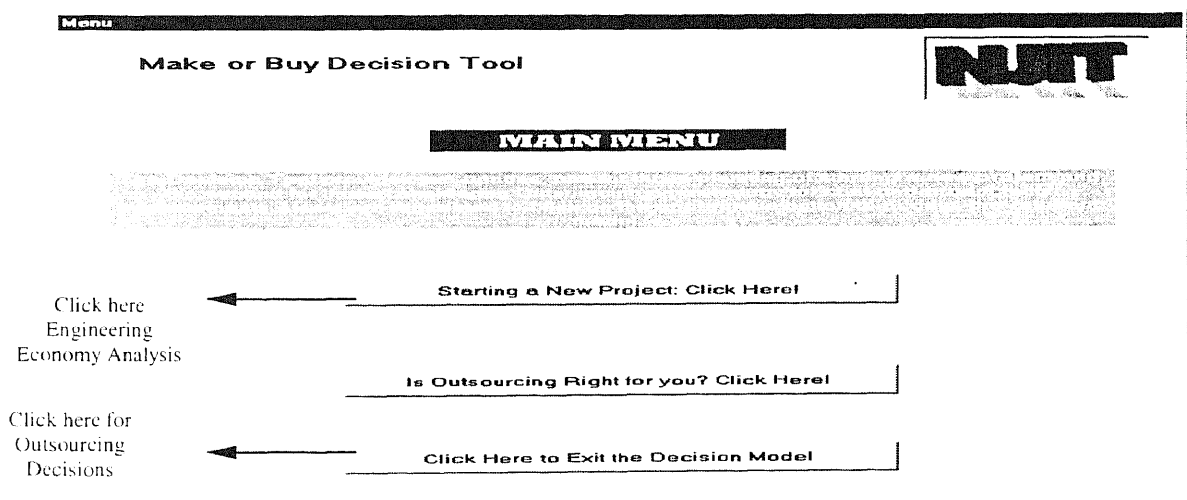 Menu
Make or Buy Decision Tool
NJIT
MAIN MENU
Starting a New Project: Click Here!
Click here
Engineering
Economy Analysis
Is Outsourcing Right for you? Click Here!
Click here for
Outsourcing
Decisions
Click Here to Exit the Decision Model